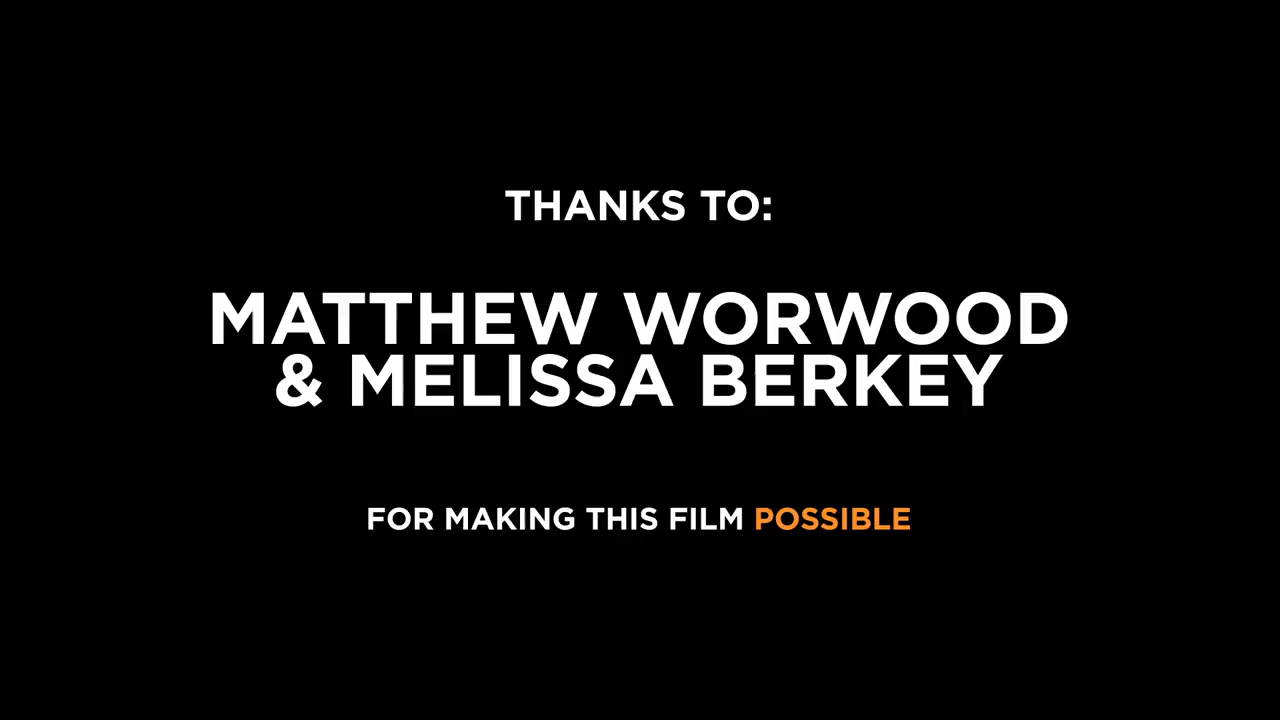 THANKS TO:
MATTHEW WORWOOD
& MELISSA BERKEY
FOR MAKING THIS FILM POSSIBLE